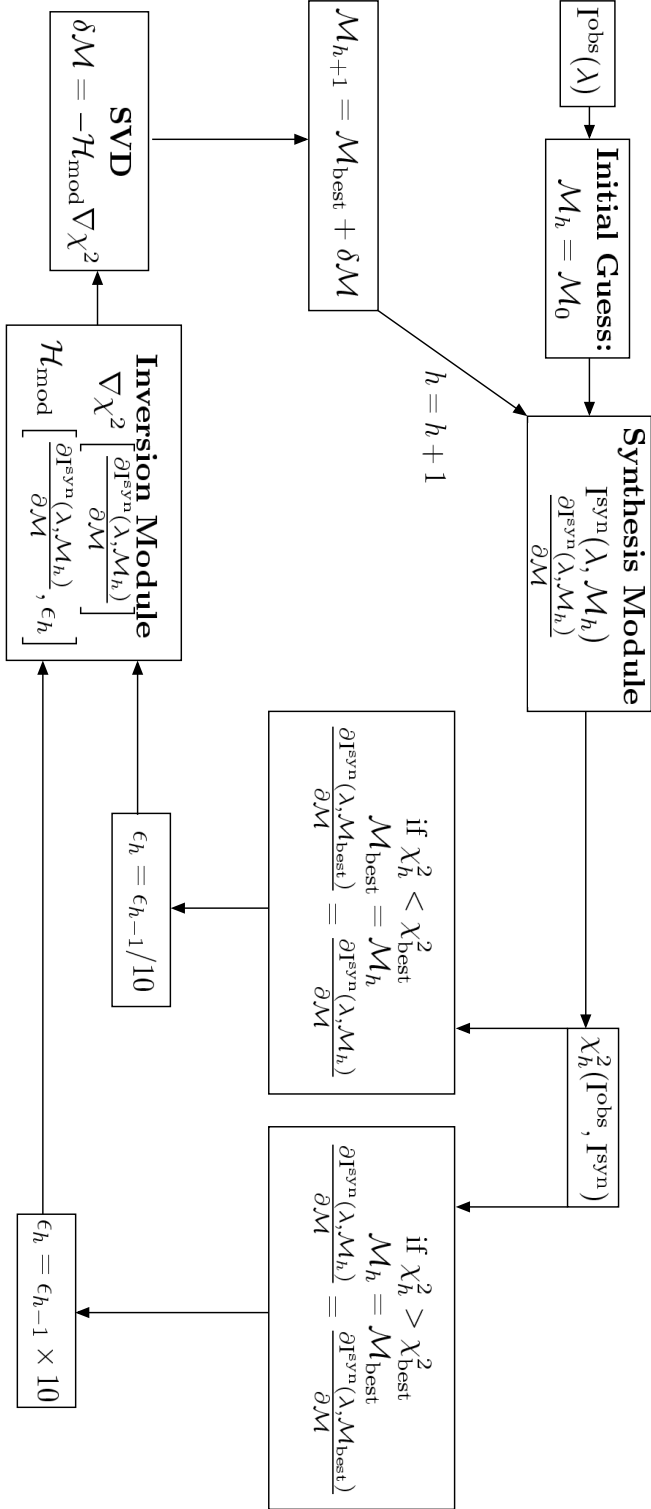 I^obs(λ)
Initial Guess:
ℳ_h = ℳ_0
Synthesis Module
I^syn(λ, ℳ_h)
∂I^syn(λ,ℳ_h)/∂ℳ
χ²_h(I^obs, I^syn)
if χ²_h < χ²_best
ℳ_best = ℳ_h
∂I^syn(λ,ℳ_best)/∂ℳ = ∂I^syn(λ,ℳ_h)/∂ℳ
if χ²_h > χ²_best
ℳ_h = ℳ_best
∂I^syn(λ,ℳ_h)/∂ℳ = ∂I^syn(λ,ℳ_best)/∂ℳ
ϵ_h = ϵ_{h−1}/10
ϵ_h = ϵ_{h−1} × 10
Inversion Module
∇χ² [∂I^syn(λ,ℳ_h)/∂ℳ]
ℋ_mod [∂I^syn(λ,ℳ_h)/∂ℳ, ϵ_h]
SVD
δℳ = −ℋ_mod∇χ²
ℳ_{h+1} = ℳ_best + δℳ
h = h + 1